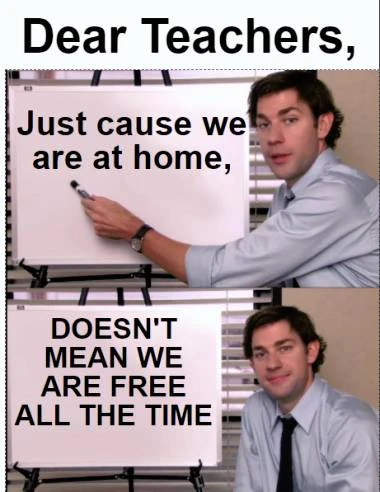 Dear Teachers,
Just cause we
are at home,
DOESN'T
MEAN WE
ARE FREE
ALL THE TIME